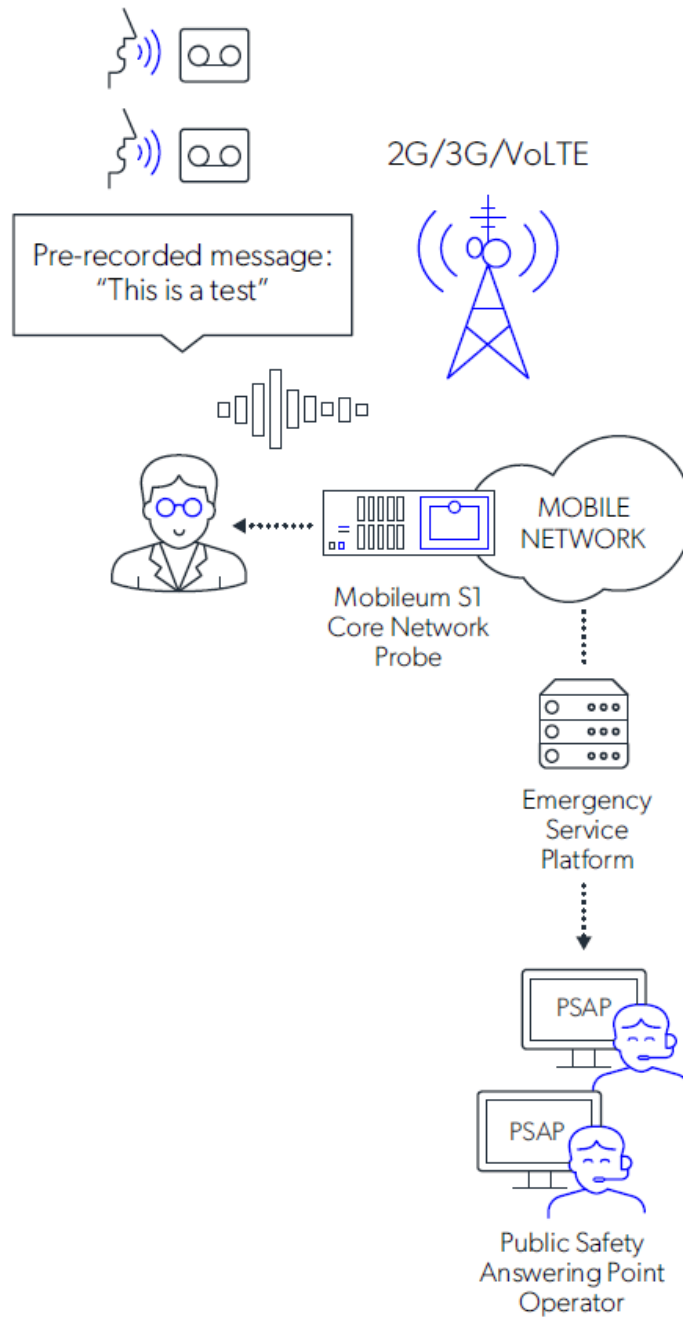 2G/3G/VoLTE
Pre-recorded message:
“This is a test”
MOBILE
NETWORK
Mobileum S1
Core Network
Probe
Emergency
Service
Platform
PSAP
PSAP
Public Safety
Answering Point
Operator